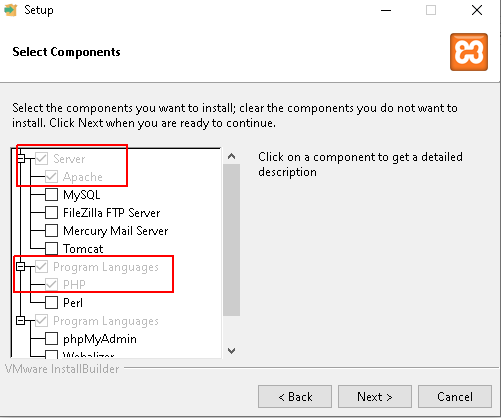 Setup
Select Components
Select the components you want to install; clear the components you do not want to
install. Click Next when you are ready to continue.
Server
Apache
MySQL
FileZilla FTP Server
Mercury Mail Server
Tomcat
Program Languages
PHP
Perl
Program Languages
phpMyAdmin
Webalizer
Click on a component to get a detailed
description
VMware InstallBuilder
< Back
Next >
Cancel